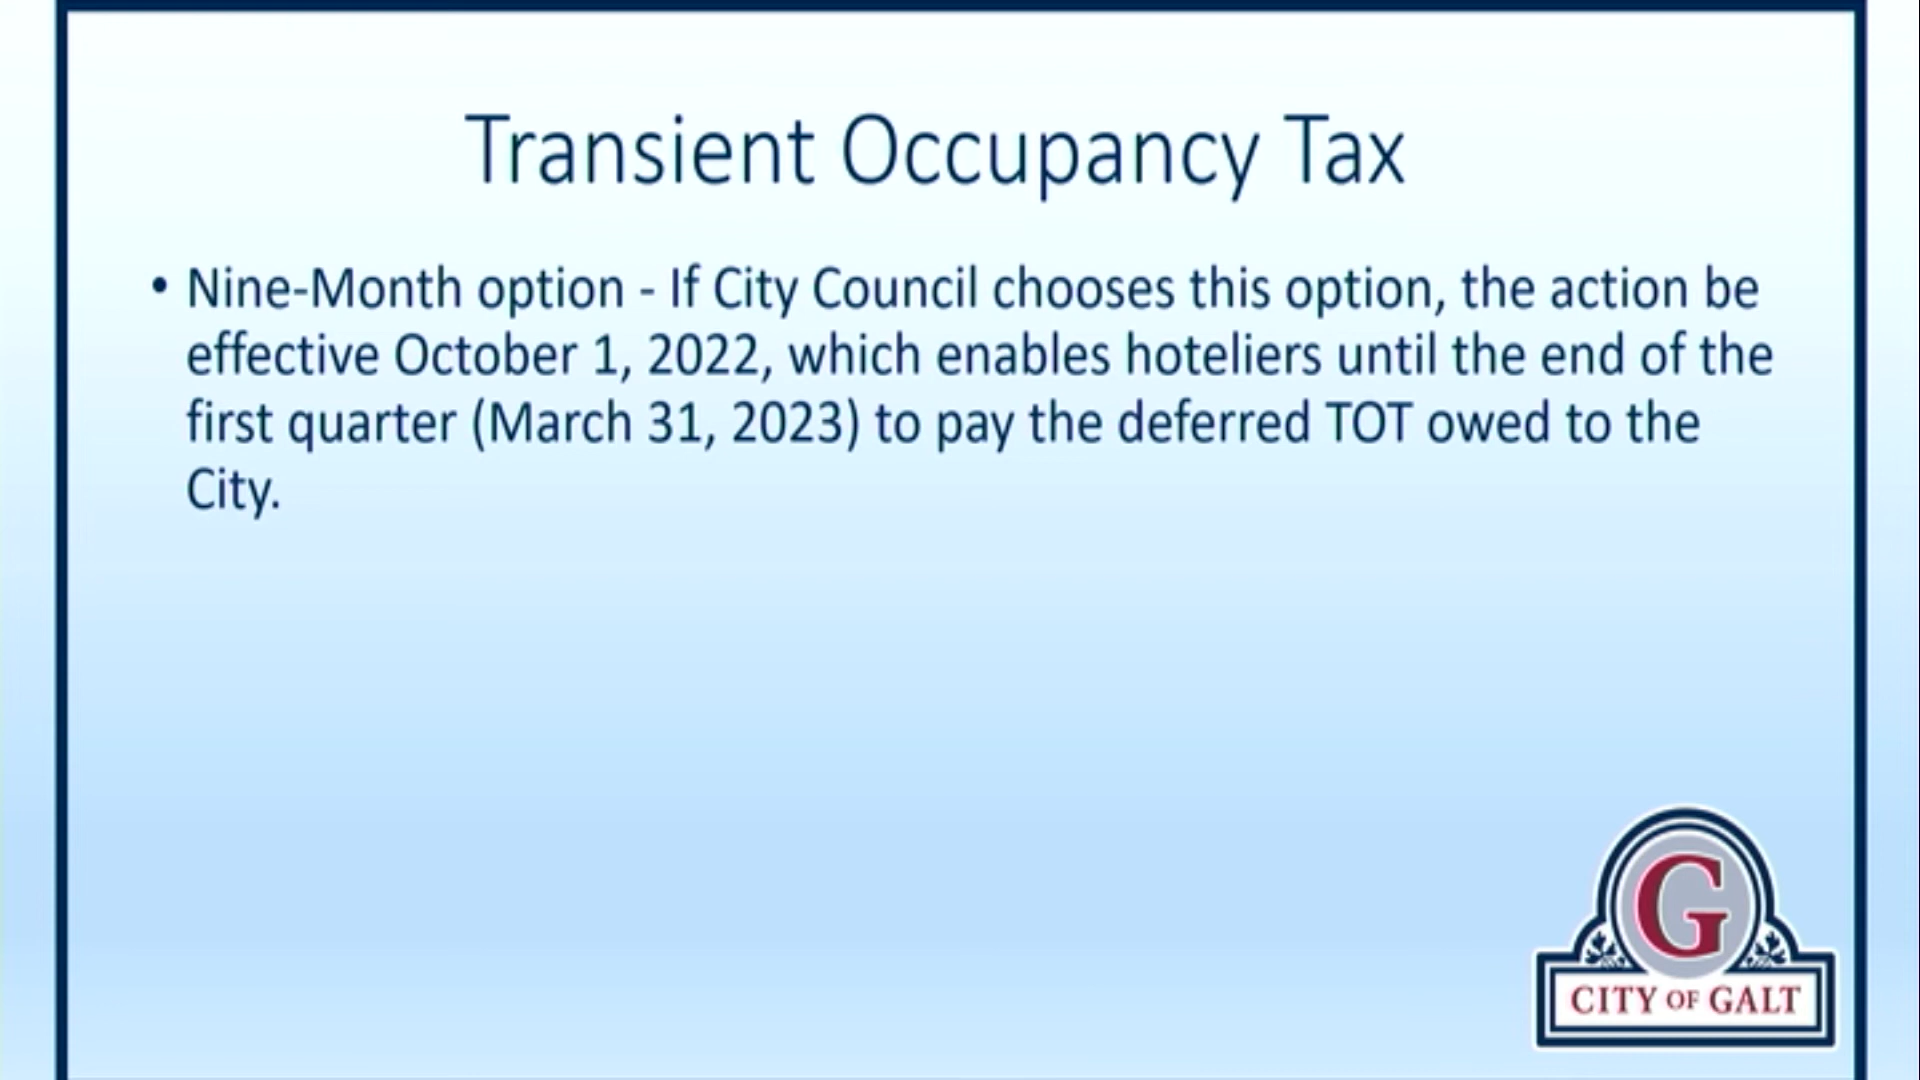 Transient Occupancy Tax
• Nine-Month option - If City Council chooses this option, the action be
effective October 1, 2022, which enables hoteliers until the end of the
first quarter (March 31, 2023) to pay the deferred TOT owed to the
City.
G
CITY OF GALT